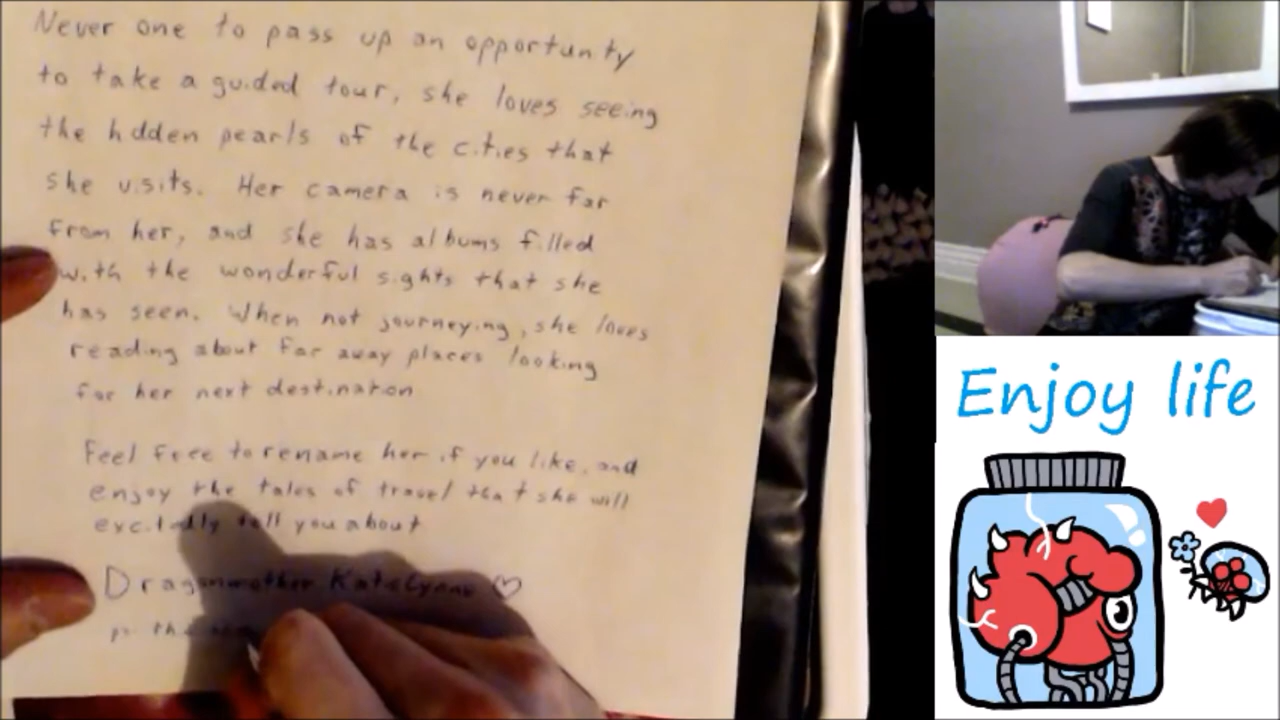 Never one to pass up an opportunity
to take a guided tour, she loves seeing
the hdden pearls of the cities that
she visits. Her camera is never far
from her, and she has albums filled
with the wonderful sights that she
has seen. When not journeying, she loves
reading about far away places looking
for her next destination
Feel free to rename her if you like, and
enjoy the tales of travel that she will
excitedly tell you about
Dragonmother Katelynne ♡
Enjoy life